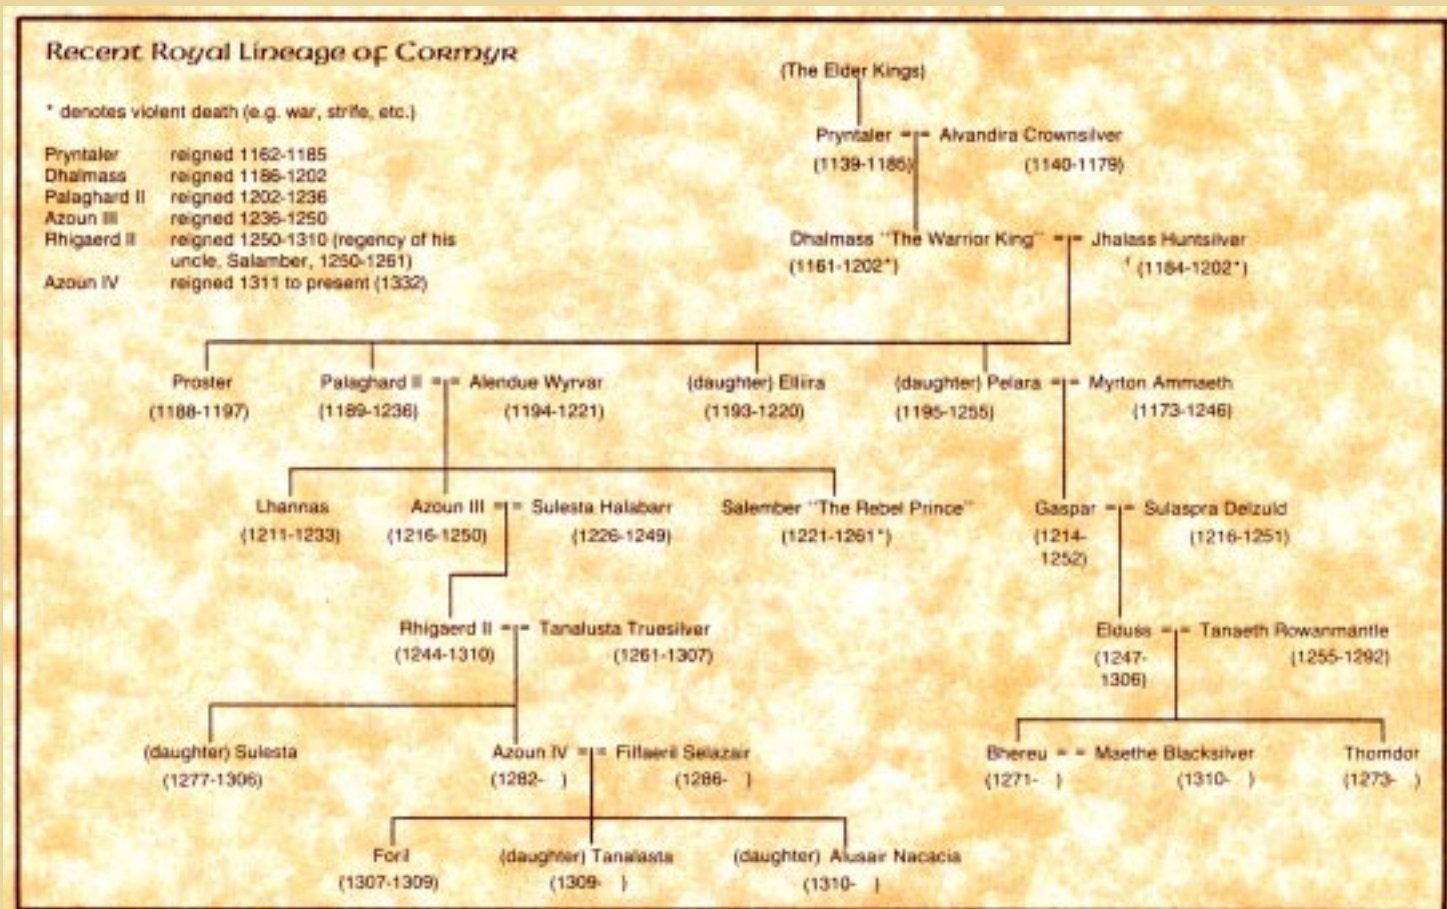 Recent Royal Lineage of Cormyr
* denotes violent death (e.g. war, strife, etc.)
Pryntaler reigned 1162-1185
Dhalmass reigned 1186-1202
Palaghard II reigned 1202-1236
Azoun III reigned 1236-1250
Rhigaerd II reigned 1250-1310 (regency of his
uncle, Salamber, 1250-1261)
Azoun IV reigned 1311 to present (1332)
(The Elder Kings)
Pryntaler == Alvandira Crownsilver
(1139-1185) (1140-1179)
Dhalmass "The Warrior King" == Jhalass Huntsilver
(1161-1202*) (1164-1202*)
Proster Palaghard II == Alendue Wyrvar (daughter) Elliira (daughter) Pelara == Myrton Ammaeth
(1188-1197) (1189-1236) (1194-1221) (1193-1220) (1195-1255) (1173-1246)
Lhannas Azoun III == Sulesta Halabarr Salember "The Rebel Prince" Gaspar == Sulaspra Delzuld
(1211-1233) (1216-1250) (1226-1249) (1221-1261*) (1214- (1216-1251)
1252)
Rhigaerd II == Tanalusta Truesilver Elduss == Tanaeth Rowanmantle
(1244-1310) (1261-1307) (1247- (1255-1292)
1306)
(daughter) Sulesta Azoun IV == Filfaeril Selazair Bhereu == Maethe Blacksilver Thomdor
(1277-1306) (1282- ) (1286- ) (1271- ) (1310- ) (1273- )
Foril (daughter) Tanalasta (daughter) Alusair Nacacia
(1307-1309) (1309- ) (1310- )